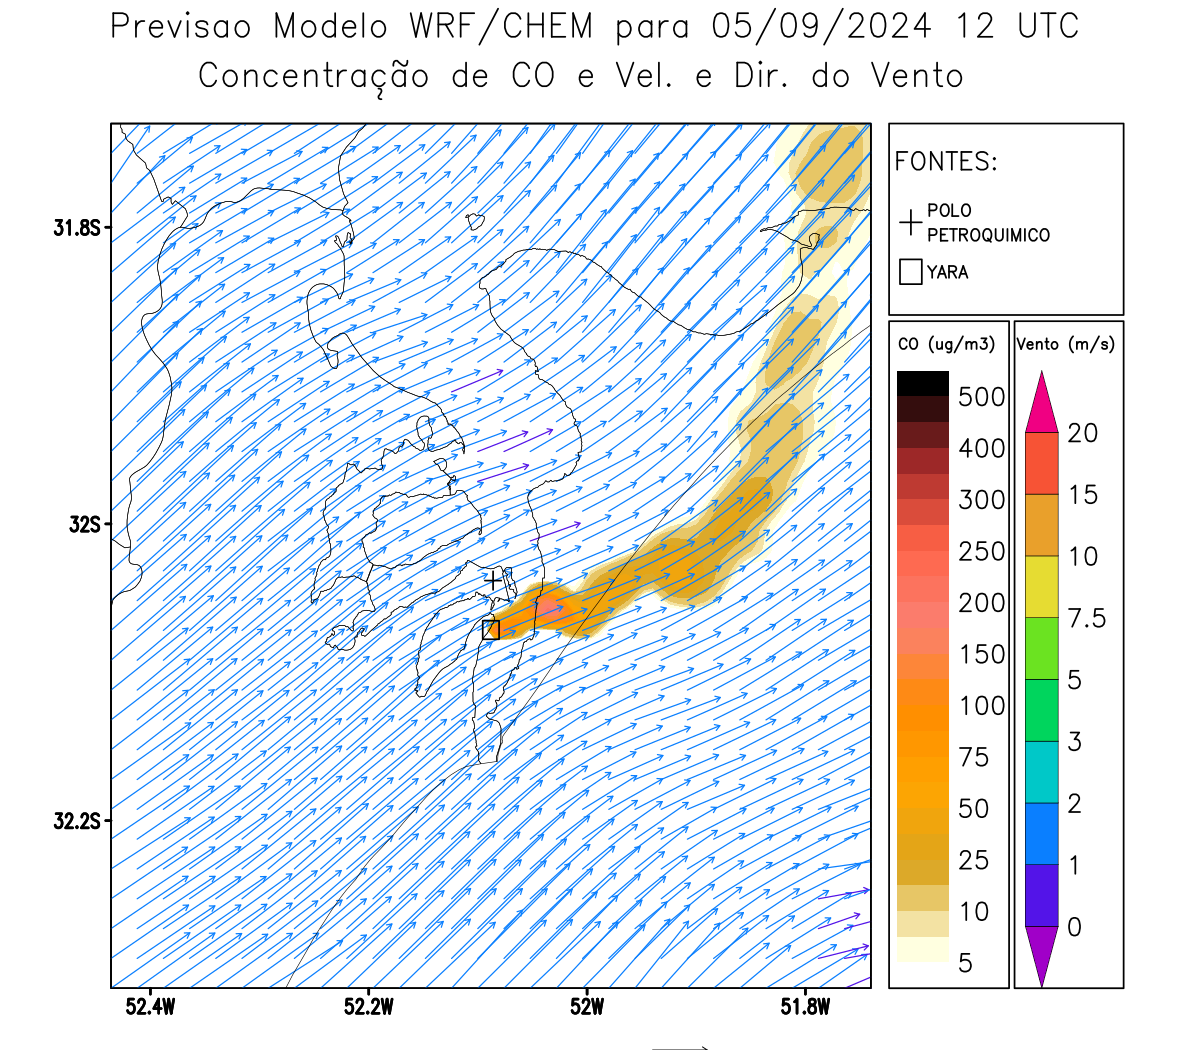 Previsao Modelo WRF/CHEM para 05/09/2024 12 UTC
Concentração de CO e Vel. e Dir. do Vento
FONTES:
POLO
PETROQUIMICO
YARA
CO (ug/m3)
500
400
300
250
200
150
100
75
50
25
10
5
Vento (m/s)
20
15
10
7.5
5
3
2
1
0
31.8S
32S
32.2S
52.4W
52.2W
52W
51.8W